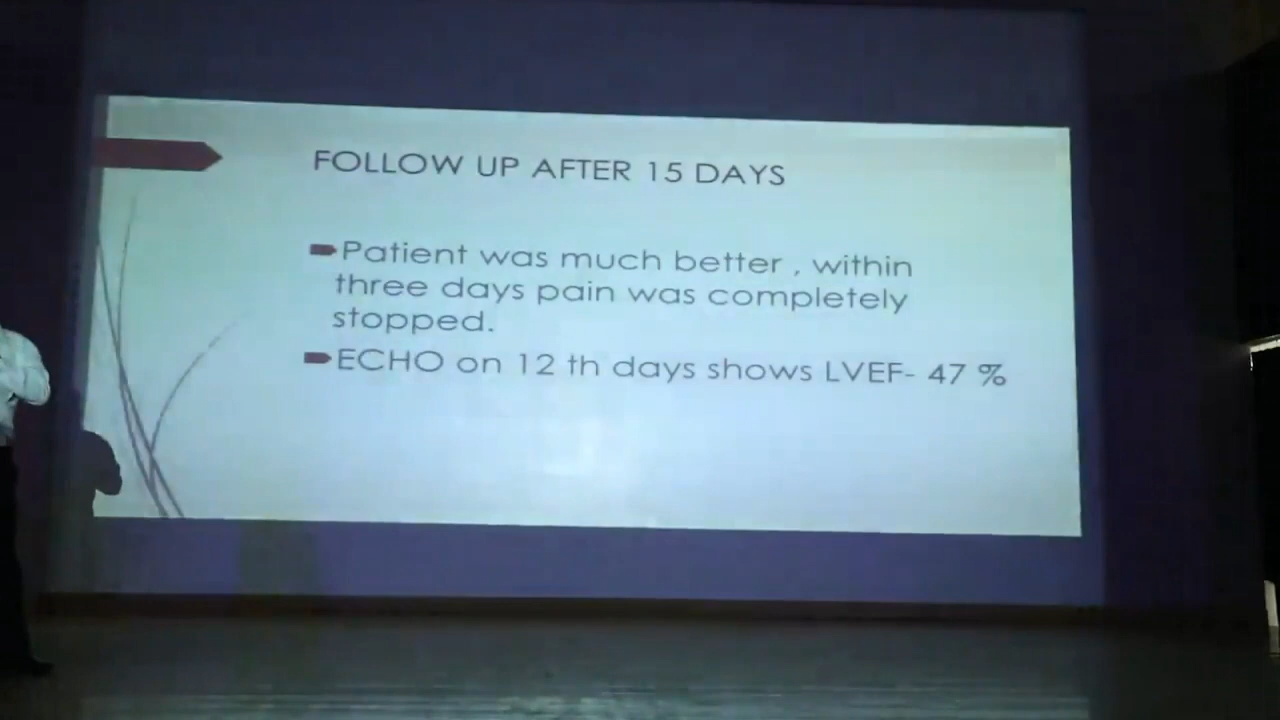 FOLLOW UP AFTER 15 DAYS
Patient was much better , within
three days pain was completely
stopped.
ECHO on 12 th days shows LVEF- 47 %